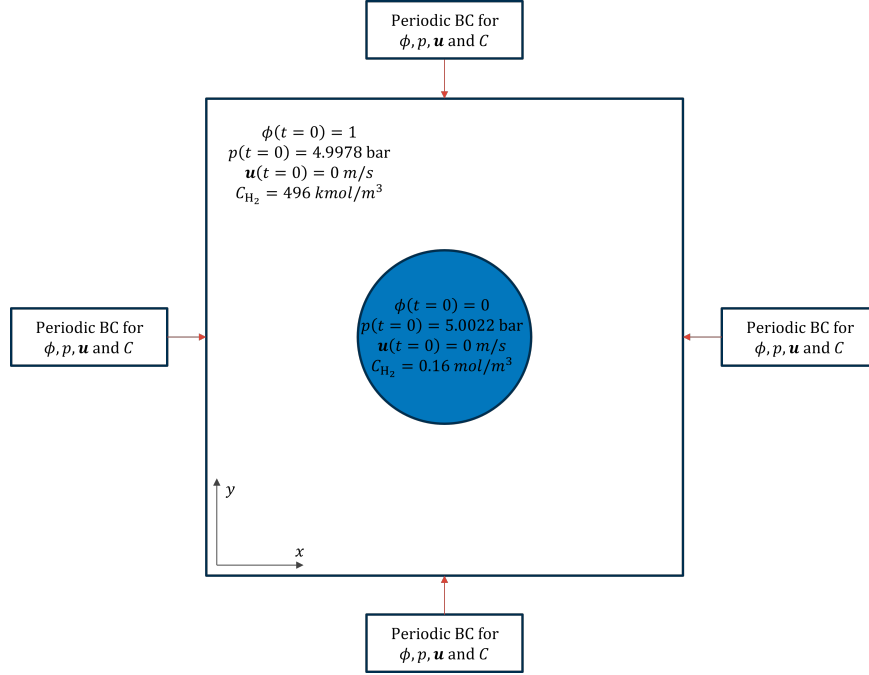 Periodic BC for
ϕ, p, u and C
ϕ(t = 0) = 1
p(t = 0) = 4.9978 bar
u(t = 0) = 0 m/s
C_H₂ = 496 kmol/m³
Periodic BC for
ϕ, p, u and C
ϕ(t = 0) = 0
p(t = 0) = 5.0022 bar
u(t = 0) = 0 m/s
C_H₂ = 0.16 mol/m³
Periodic BC for
ϕ, p, u and C
y
x
Periodic BC for
ϕ, p, u and C